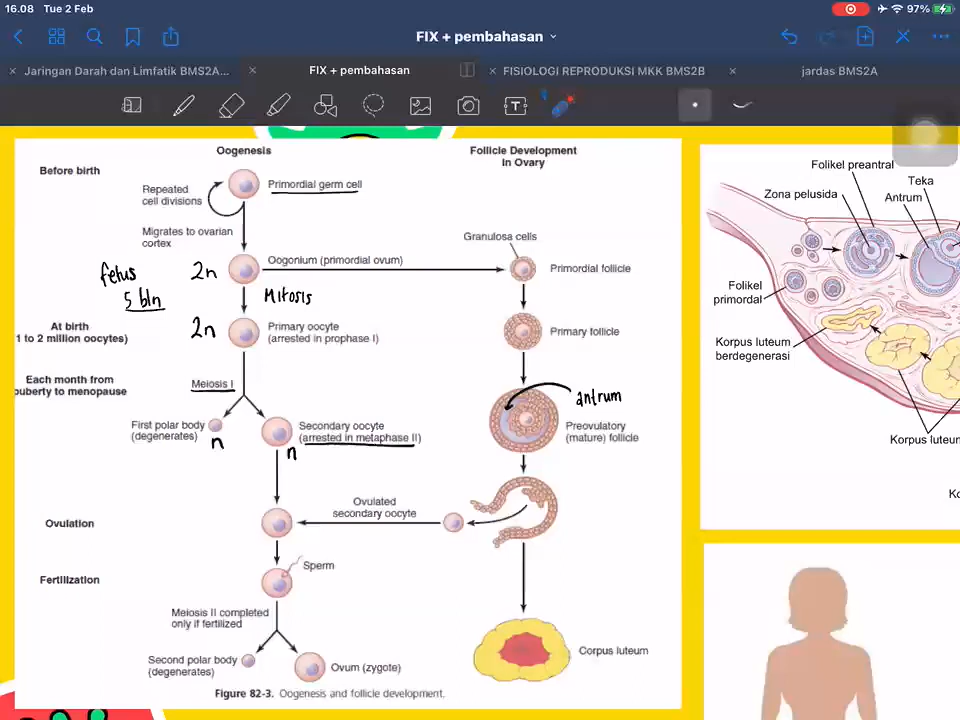 16.08 Tue 2 Feb
97%
FIX + pembahasan
Jaringan Darah dan Limfatik BMS2A...
FIX + pembahasan
FISIOLOGI REPRODUKSI MKK BMS2B
jardas BMS2A
Oogenesis
Follicle Development
in Ovary
Before birth
Primordial germ cell
Repeated
cell divisions
Migrates to ovarian
cortex
Granulosa cells
fetus
5 bln
2n
Oogonium (primordial ovum)
Primordial follicle
Mitosis
At birth
1 to 2 million oocytes)
2n
Primary oocyte
(arrested in prophase I)
Primary follicle
Each month from
puberty to menopause
Meiosis I
antrum
First polar body
(degenerates)
n
Secondary oocyte
(arrested in metaphase II)
n
Preovulatory
(mature) follicle
Ovulation
Ovulated
secondary oocyte
Fertilization
Sperm
Meiosis II completed
only if fertilized
Second polar body
(degenerates)
Ovum (zygote)
Corpus luteum
Figure 82-3. Oogenesis and follicle development.
Folikel preantral
Teka
Zona pelusida
Antrum
Folikel
primordal
Korpus luteum
berdegenerasi
Korpus luteum
Ko